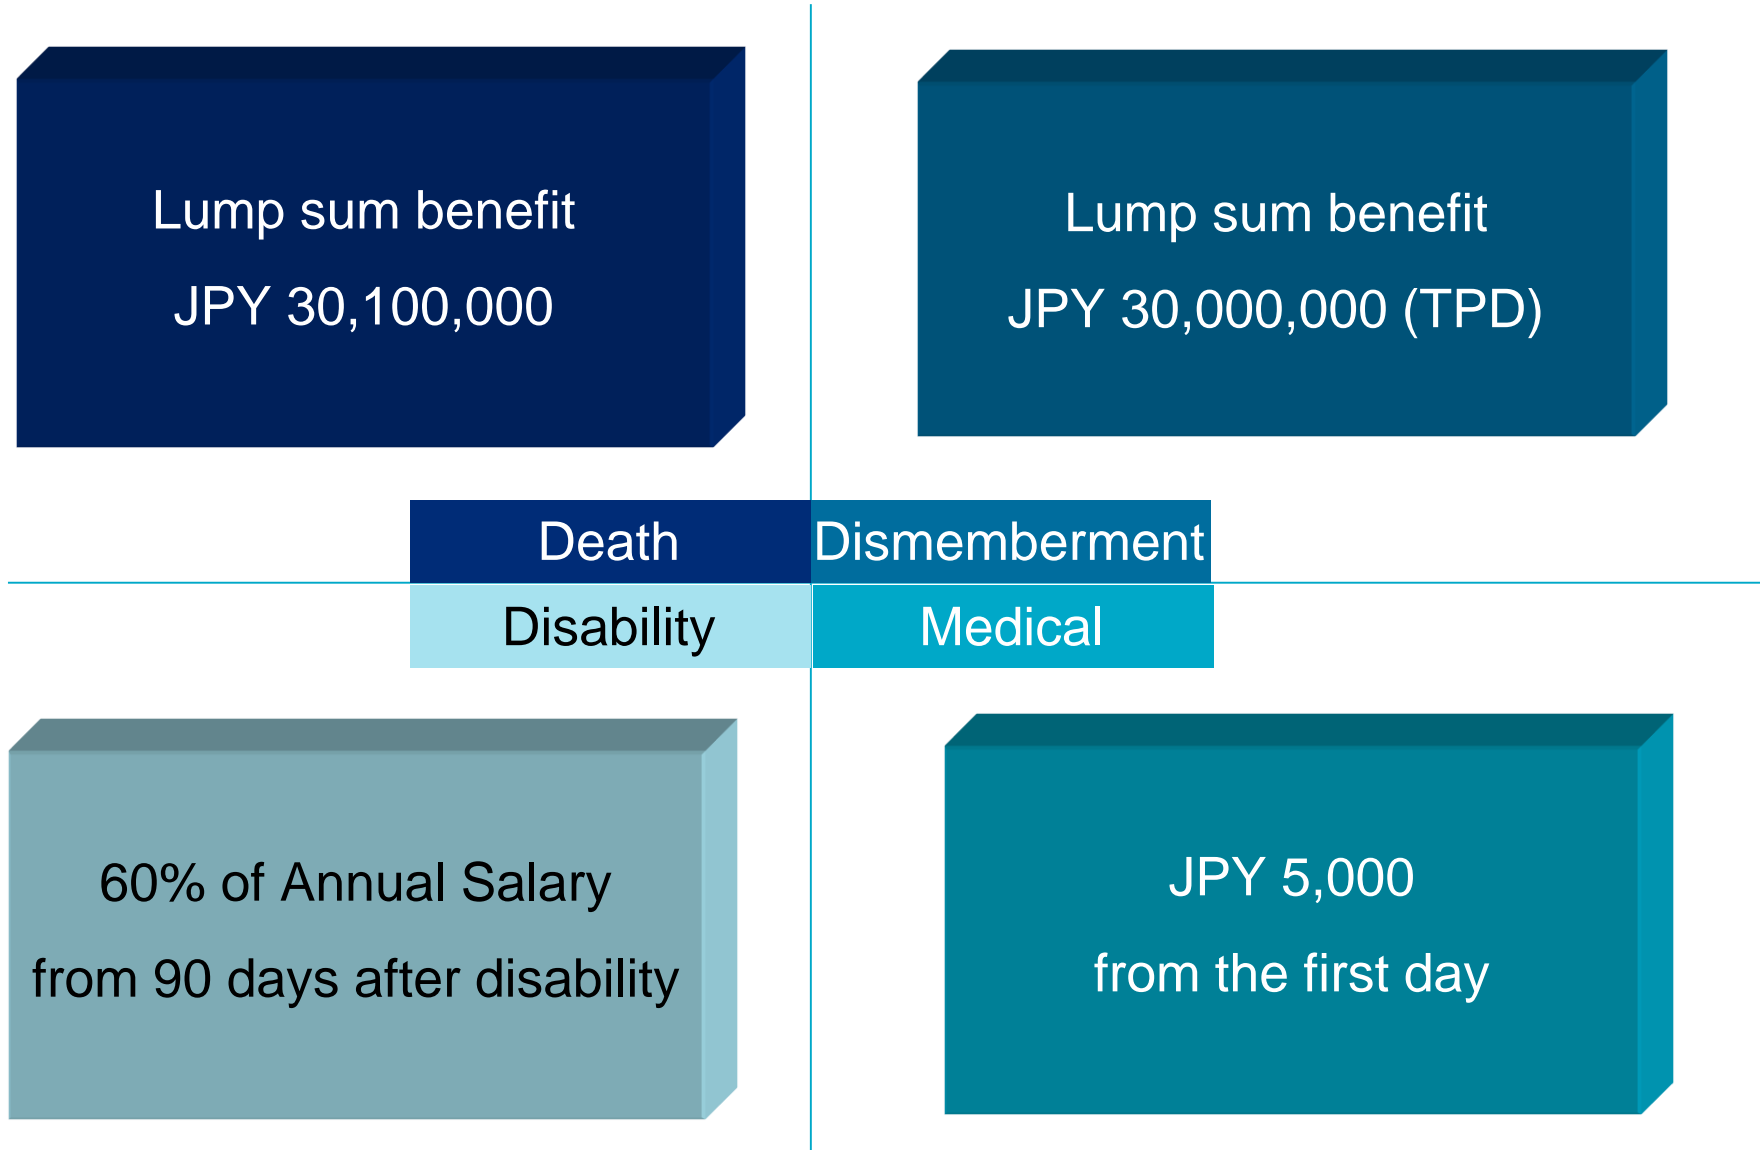 Lump sum benefit
JPY 30,100,000
Lump sum benefit
JPY 30,000,000 (TPD)
Death
Dismemberment
Disability
Medical
60% of Annual Salary
from 90 days after disability
JPY 5,000
from the first day